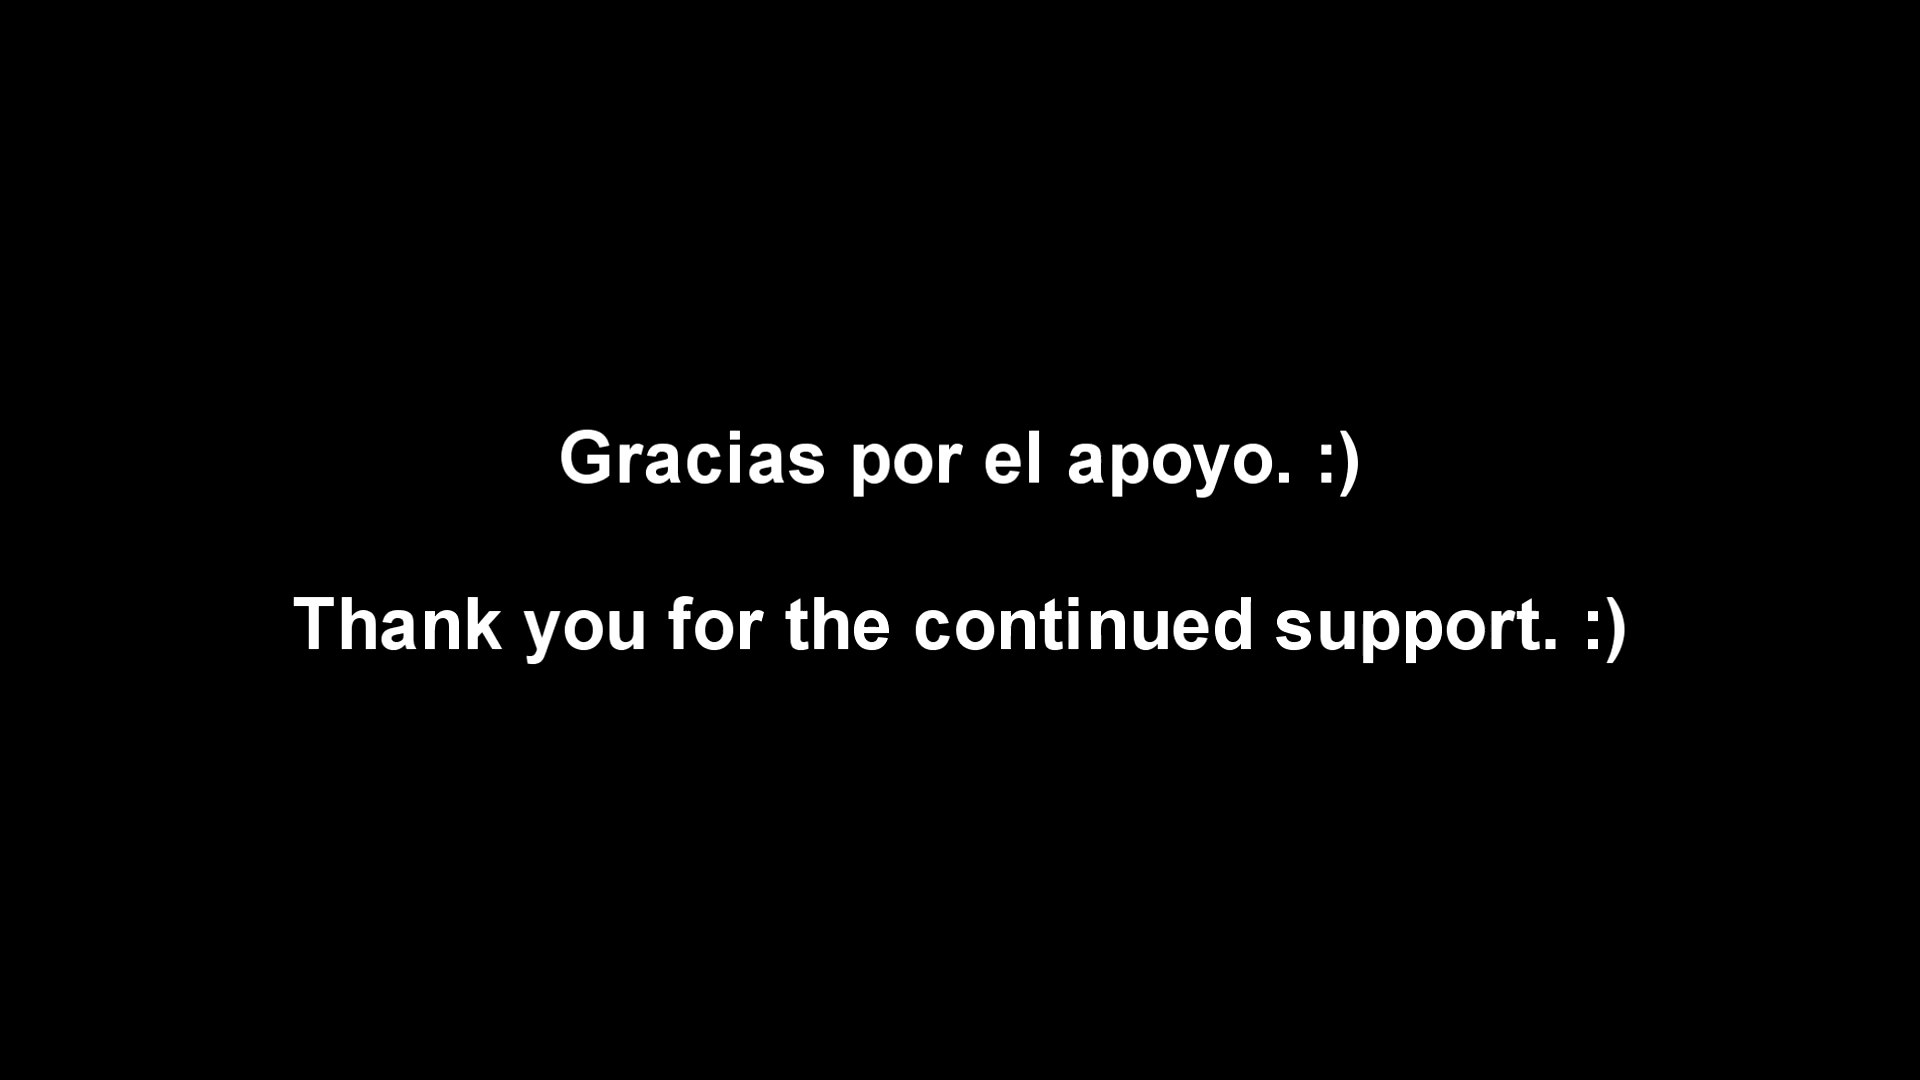 Gracias por el apoyo. :)
Thank you for the continued support. :)